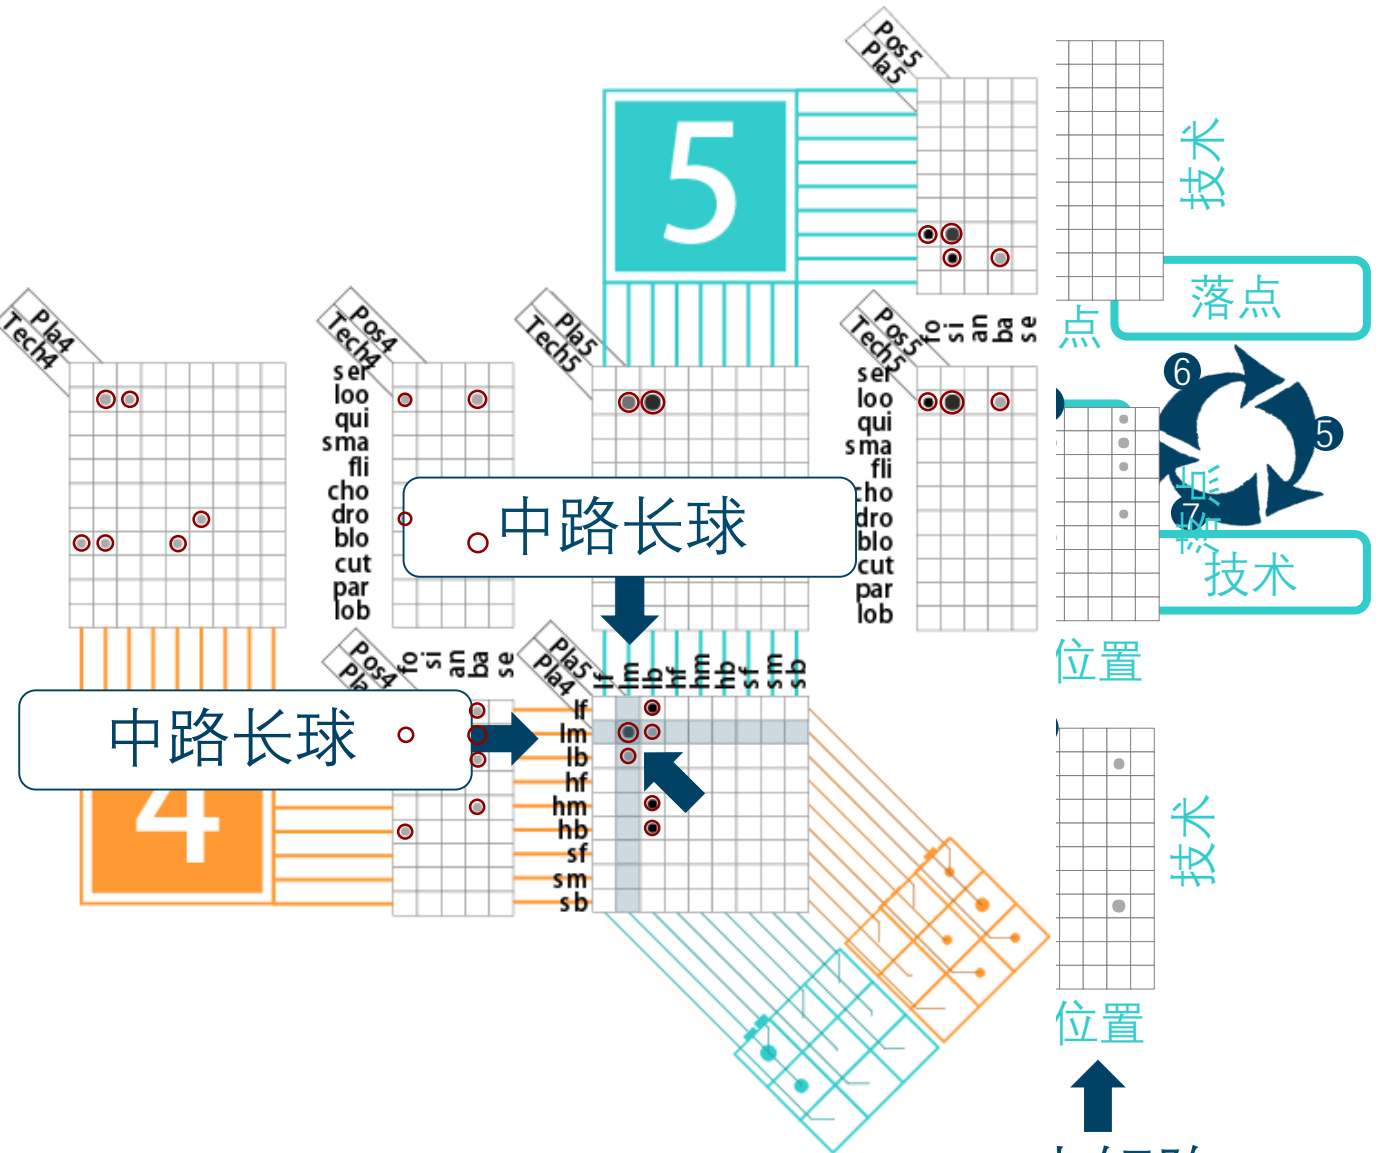 Pos5
Pla5
5
技术
落点
点
fo
si
an
ba
se
Pla4
Tech4
Pos4
Tech4
Pla5
Tech5
Pos5
Tech5
ser
loo
qui
sma
fli
cho
dro
blo
cut
par
lob
ser
loo
qui
sma
fli
cho
dro
blo
cut
par
lob
中路长球
6
5
7
落点
技术
位置
Pos4
Pla
fo
si
an
ba
se
Pla5
Pla4
lf
lm
lb
hf
hm
hb
sf
sm
sb
中路长球
4
lf
lm
lb
hf
hm
hb
sf
sm
sb
技术
位置